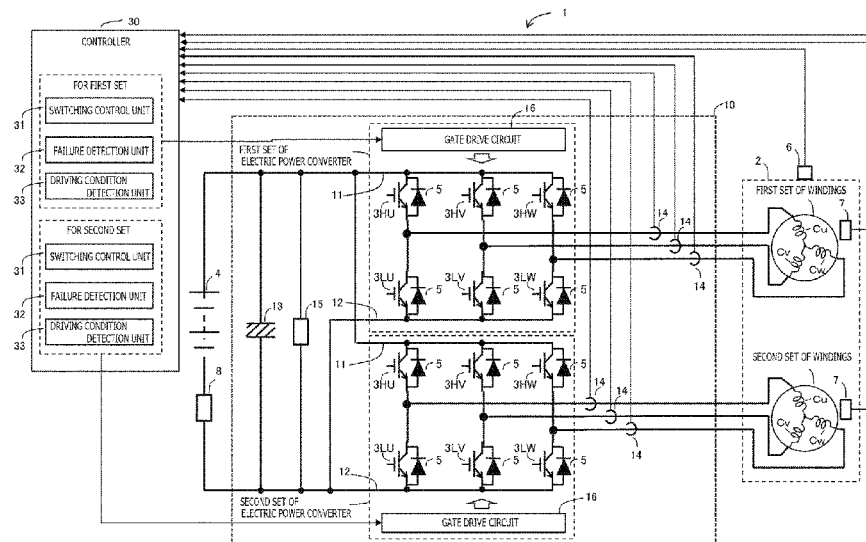 1
30
CONTROLLER
FOR FIRST SET
31
SWITCHING CONTROL UNIT
32
FAILURE DETECTION UNIT
33
DRIVING CONDITION
DETECTION UNIT
FOR SECOND SET
31
SWITCHING CONTROL UNIT
32
FAILURE DETECTION UNIT
33
DRIVING CONDITION
DETECTION UNIT
4
8
13
15
10
16
GATE DRIVE CIRCUIT
FIRST SET OF
ELECTRIC POWER CONVERTER
11
3HU
5
3HV
5
3HW
5
14
14
14
3LU
5
3LV
5
3LW
5
12
11
3HU
5
3HV
5
3HW
5
14
14
14
3LU
5
3LV
5
3LW
5
12
SECOND SET OF
ELECTRIC POWER CONVERTER
16
GATE DRIVE CIRCUIT
2
6
FIRST SET OF WINDINGS
7
Cu
Cv
Cw
SECOND SET OF WINDINGS
7
Cu
Cv
Cw